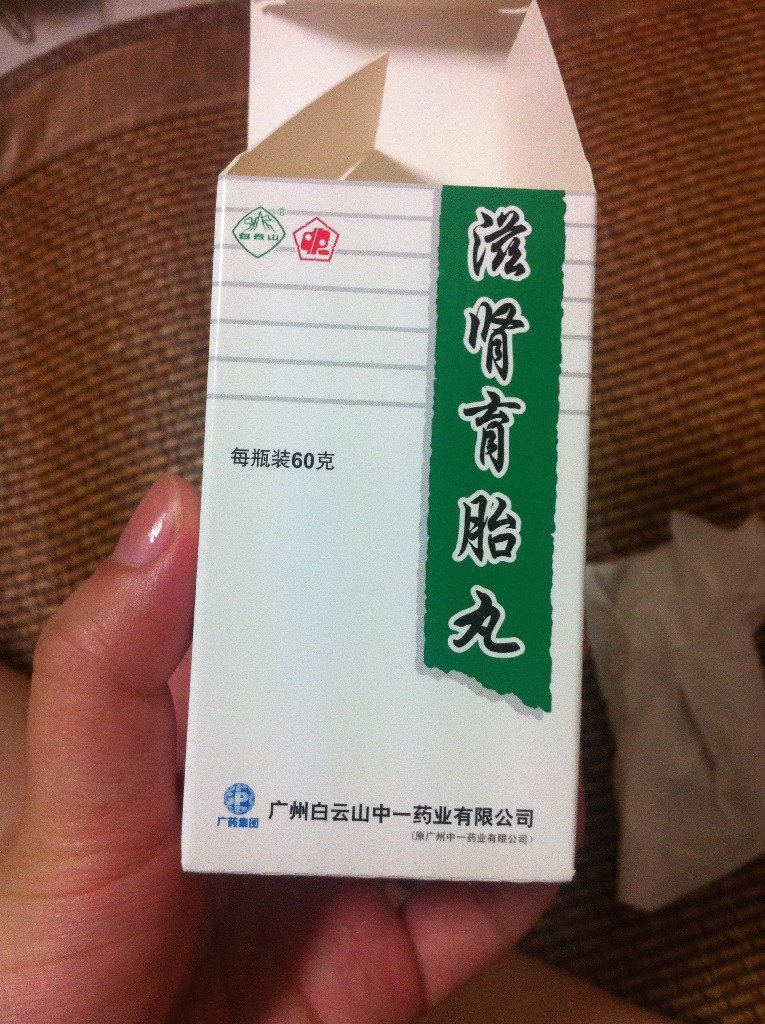 白云山
滋肾育胎丸
每瓶装60克
广药集团
广州白云山中一药业有限公司
(原广州中一药业有限公司)